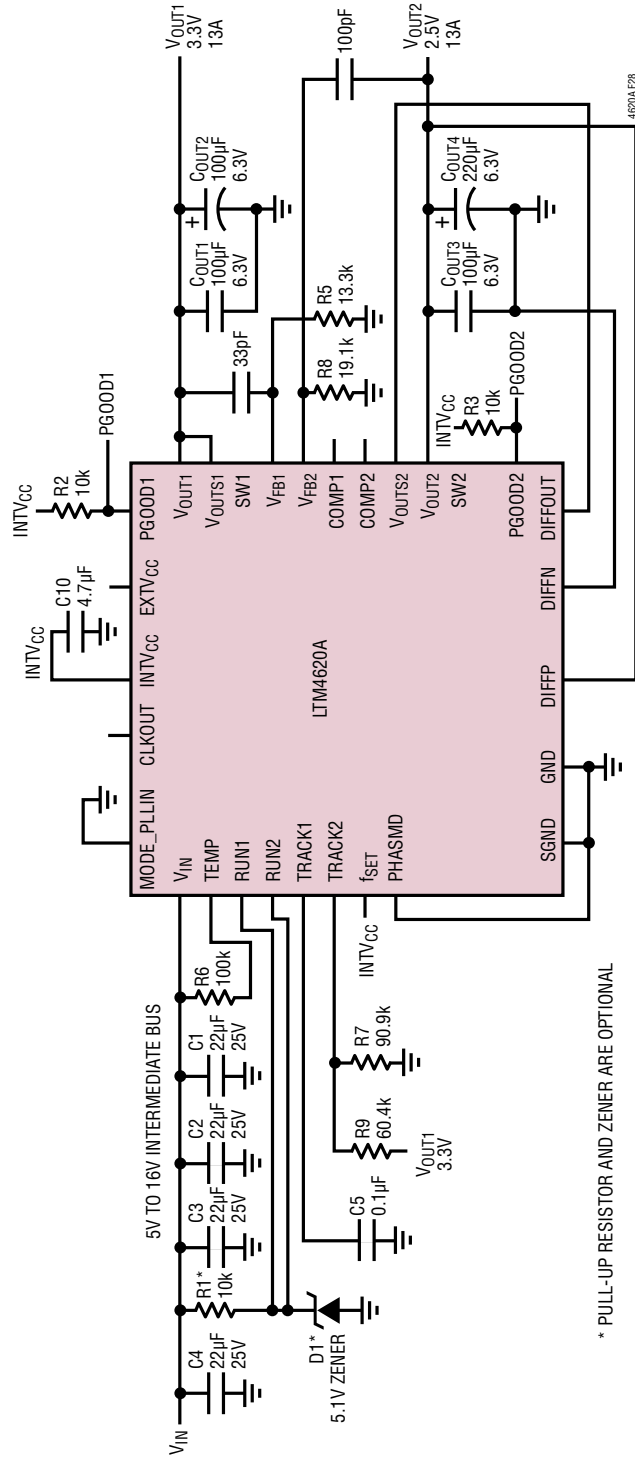 INTVCC
R2
10k
PGOOD1
INTVCC
C10
4.7µF
MODE_PLLIN
CLKOUT
INTVCC
EXTVCC
PGOOD1
VIN
5V TO 16V INTERMEDIATE BUS
C4
22µF
25V
R1*
10k
C3
22µF
25V
C2
22µF
25V
C1
22µF
25V
R6
100k
D1*
5.1V ZENER
C5
0.1µF
R9
60.4k
VOUT1
3.3V
R7
90.9k
INTVCC
VIN
TEMP
RUN1
RUN2
TRACK1
TRACK2
fSET
PHASMD
LTM4620A
VOUT1
VOUTS1
SW1
VFB1
VFB2
COMP1
COMP2
VOUTS2
VOUT2
SW2
PGOOD2
SGND
GND
DIFFP
DIFFN
DIFFOUT
33pF
COUT1
100µF
6.3V
+
COUT2
100µF
6.3V
VOUT1
3.3V
13A
R8
19.1k
R5
13.3k
100pF
INTVCC
R3
10k
PGOOD2
COUT3
100µF
6.3V
+
COUT4
220µF
6.3V
VOUT2
2.5V
13A
4620A F28
* PULL-UP RESISTOR AND ZENER ARE OPTIONAL